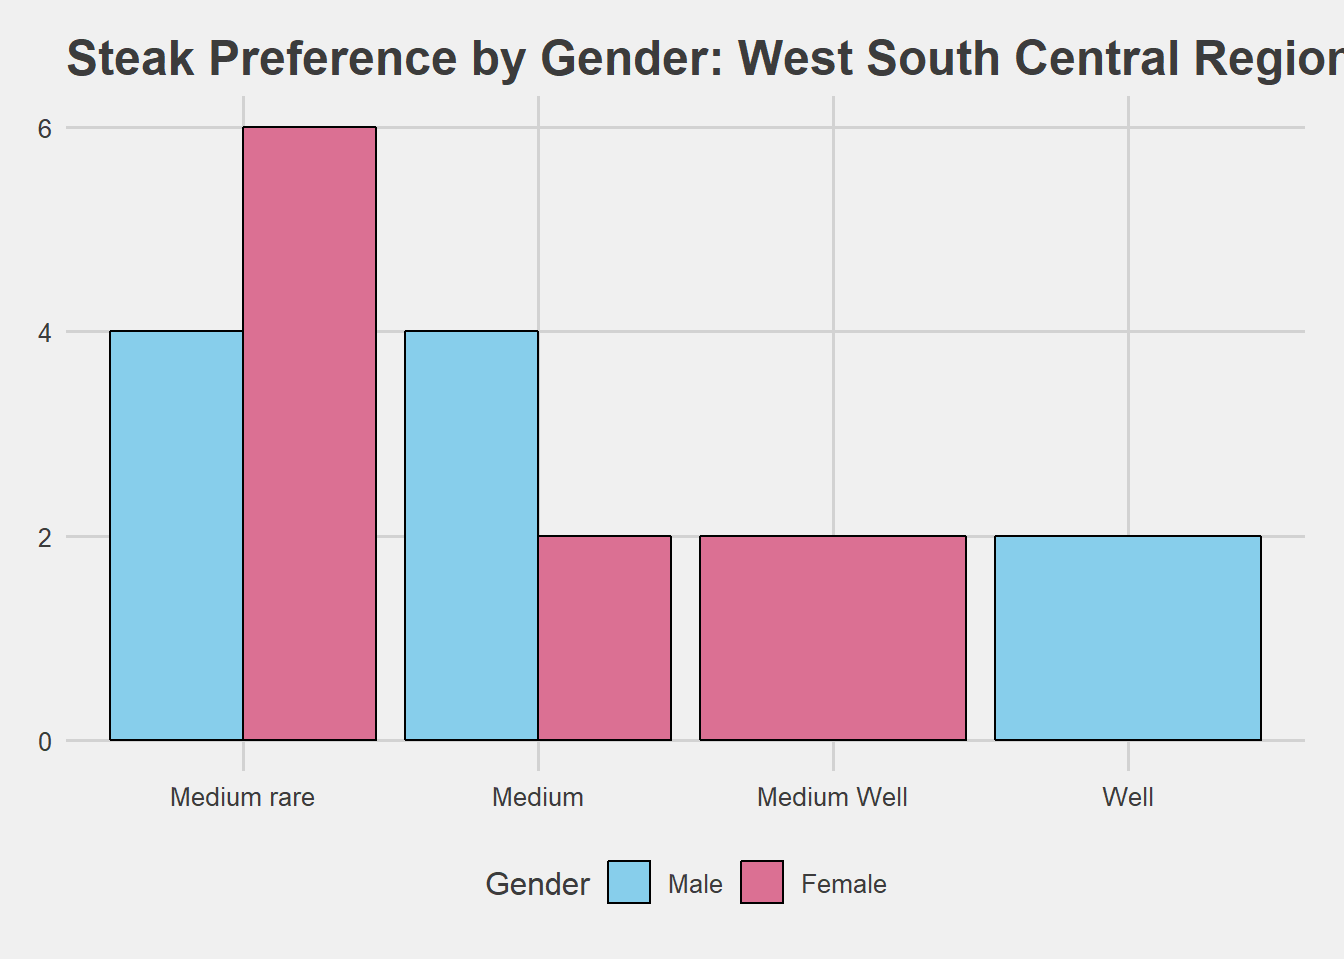 Steak Preference by Gender: West South Central Region
6
4
2
0
Medium rare Medium Medium Well Well
Gender Male Female